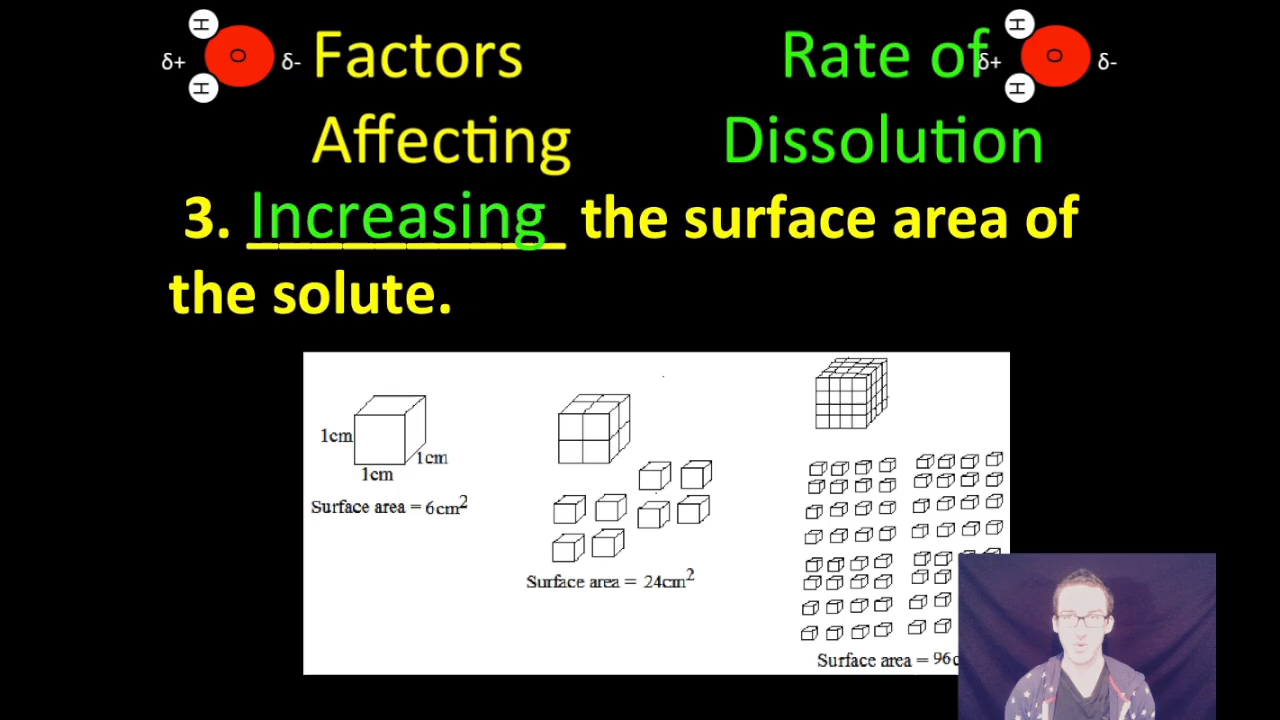 H
O
H
δ+
δ-
Factors
Affecting
Rate of
Dissolution
H
O
H
δ+
δ-
3. Increasing the surface area of
the solute.
1cm
1cm
1cm
Surface area = 6cm²
Surface area = 24cm²
Surface area = 96c